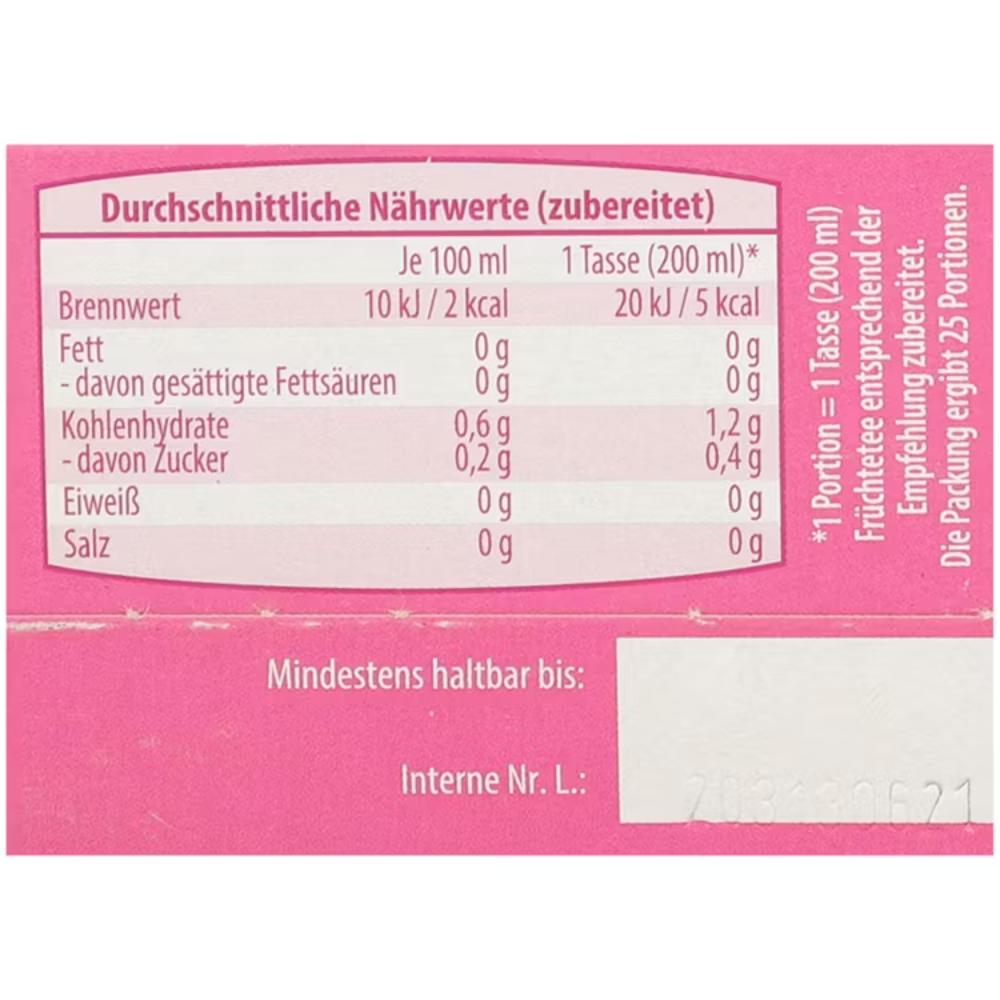 Durchschnittliche Nährwerte (zubereitet)
Je 100 ml 1 Tasse (200 ml)*
Brennwert 10 kJ / 2 kcal 20 kJ / 5 kcal
Fett 0 g 0 g
- davon gesättigte Fettsäuren 0 g 0 g
Kohlenhydrate 0,6 g 1,2 g
- davon Zucker 0,2 g 0,4 g
Eiweiß 0 g 0 g
Salz 0 g 0 g
*1 Portion = 1 Tasse (200 ml)
Früchtetee entsprechend der
Empfehlung zubereitet.
Die Packung ergibt 25 Portionen.
Mindestens haltbar bis:
Interne Nr. L.: